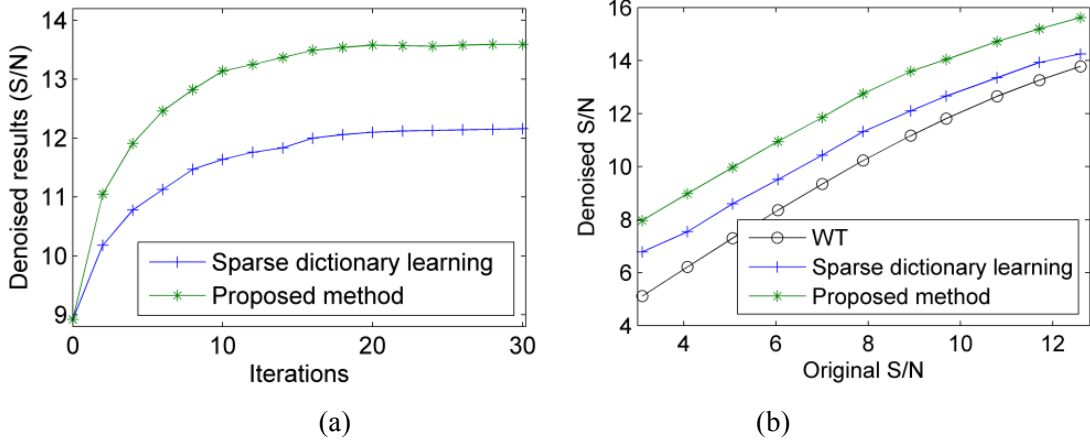 14
13
12
11
10
9
0
10
20
30
Denoised results (S/N)
Iterations
Sparse dictionary learning
Proposed method
(a)
16
14
12
10
8
6
4
4
6
8
10
12
Denoised S/N
Original S/N
WT
Sparse dictionary learning
Proposed method
(b)